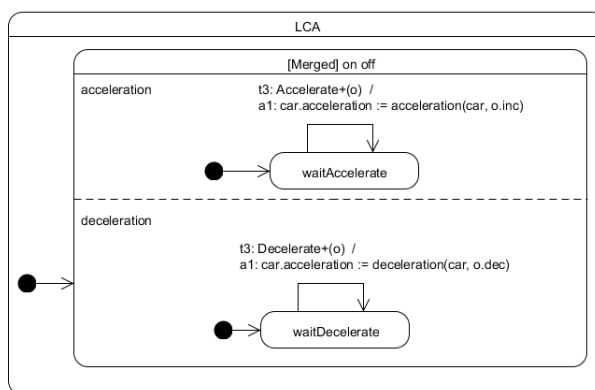 LCA
[Merged] on off
acceleration
t3: Accelerate+(o) /
a1: car.acceleration := acceleration(car, o.inc)
waitAccelerate
deceleration
t3: Decelerate+(o) /
a1: car.acceleration := deceleration(car, o.dec)
waitDecelerate